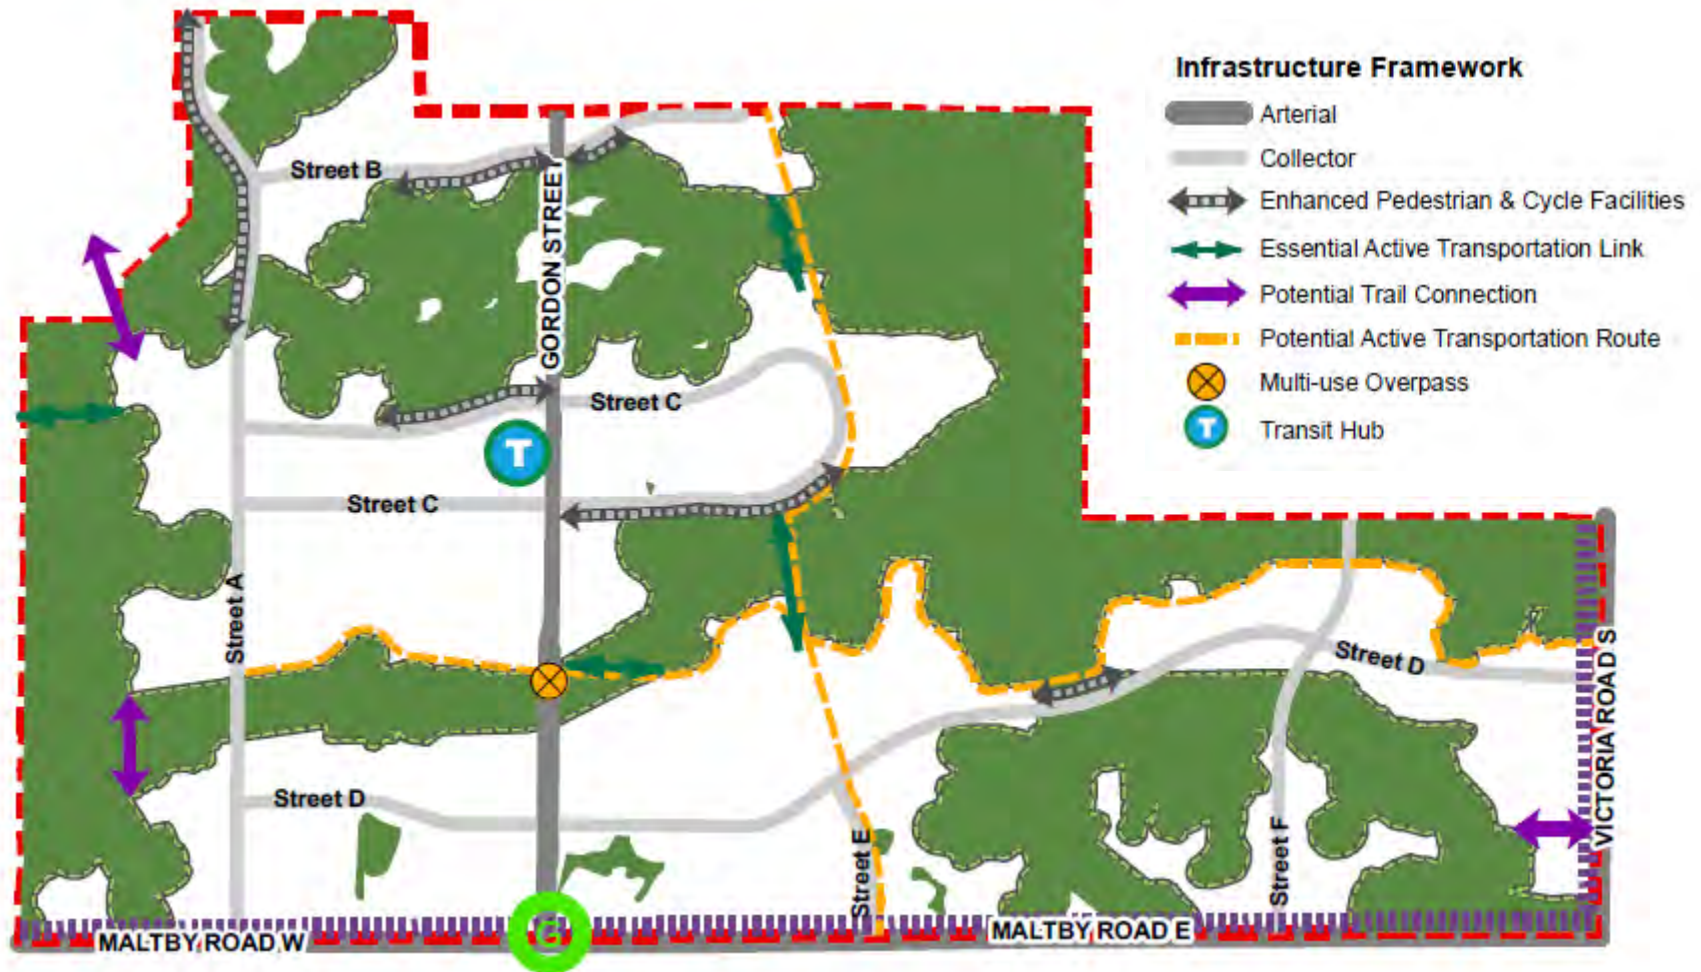 Infrastructure Framework
Arterial
Collector
Enhanced Pedestrian & Cycle Facilities
Essential Active Transportation Link
Potential Trail Connection
Potential Active Transportation Route
Multi-use Overpass
T
Transit Hub
Street B
GORDON STREET
Street C
T
Street C
Street A
Street D
Street D
Street E
Street F
VICTORIA ROAD S
MALTBY ROAD W
G
MALTBY ROAD E